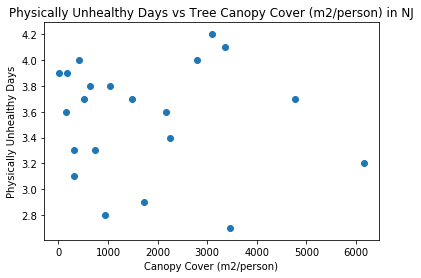 Physically Unhealthy Days vs Tree Canopy Cover (m2/person) in NJ
4.2
4.0
3.8
3.6
3.4
3.2
3.0
2.8
Physically Unhealthy Days
0 1000 2000 3000 4000 5000 6000
Canopy Cover (m2/person)